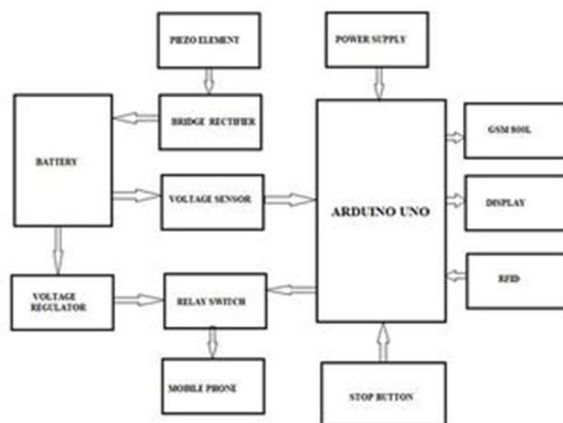 PIEZO ELEMENT
POWER SUPPLY
BRIDGE RECTIFIER
GSM 800L
BATTERY
VOLTAGE SENSOR
ARDUINO UNO
DISPLAY
RFID
VOLTAGE
REGULATOR
RELAY SWITCH
MOBILE PHONE
STOP BUTTON